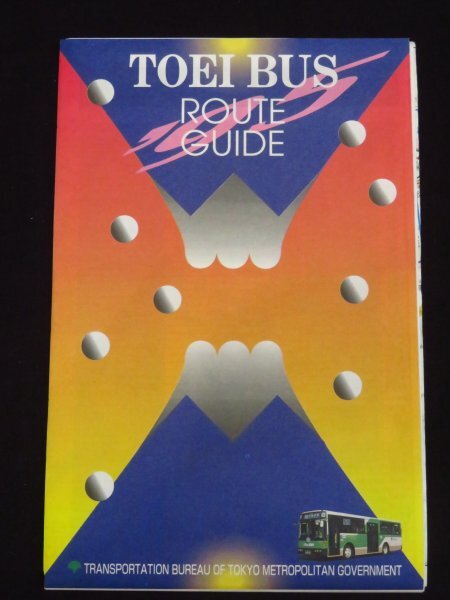 TOEI BUS
ROUTE
GUIDE
TRANSPORTATION BUREAU OF TOKYO METROPOLITAN GOVERNMENT